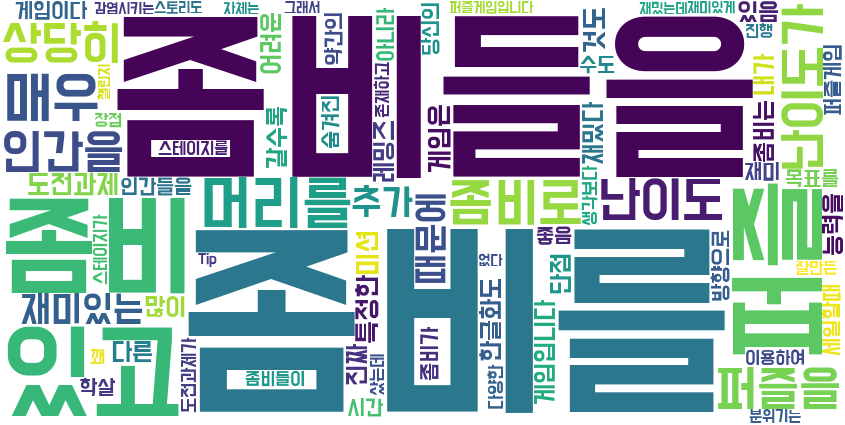 게임이다
감염시키는
스토리도
자체는
그래서
퍼즐게임입니다
재밌는데
재미있게
있음
진행
상당히
좀비들을
어려운
약간의
아니라
당신의
것도
수도
내가
난이도가
퍼즐게임
매우
챌린지
장점
인간을
스테이지를
갈수록
숨겨진
존재하고
레밍즈
게임은
재밌다
좀비는
재미
목표를
도전과제
인간들을
머리를
추가
때문에
좀비로
생각보다
난이도
퍼즐
능력을
좀비
스테이지가
좀비를
Tip
미션
특정한
없다
좋음
단점
방향으로
잘만든
재미있는
많이
세일할때
있고
꽤
다른
학살
도전과제가
좀비들이
진짜
샀는데
시간
좀비가
한글화도
다양한
게임입니다
이용하여
퍼즐을
분위기는